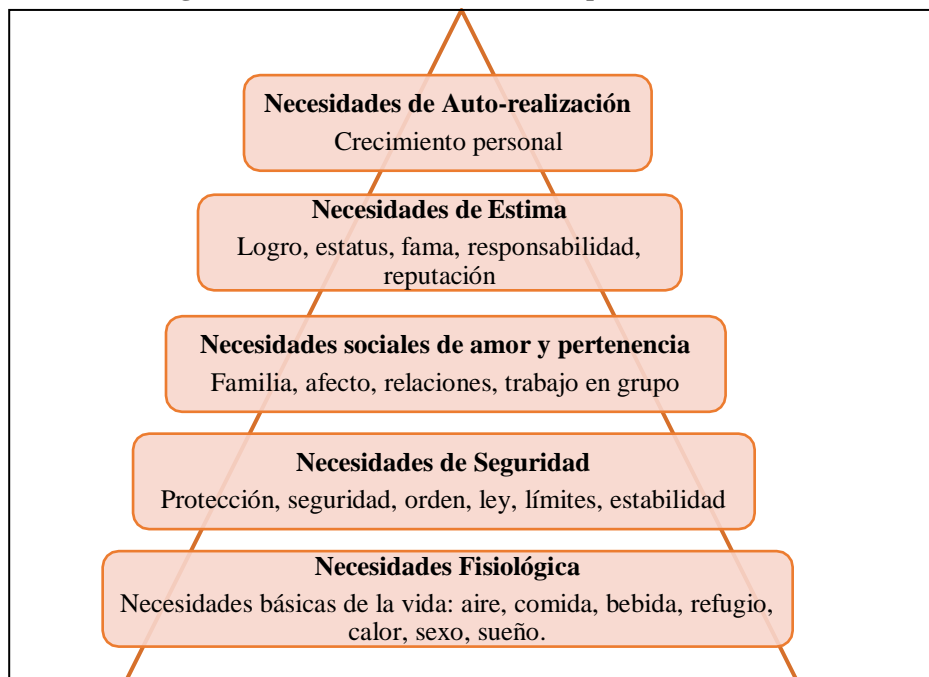 Necesidades de Auto-realización
Crecimiento personal
Necesidades de Estima
Logro, estatus, fama, responsabilidad,
reputación
Necesidades sociales de amor y pertenencia
Familia, afecto, relaciones, trabajo en grupo
Necesidades de Seguridad
Protección, seguridad, orden, ley, límites, estabilidad
Necesidades Fisiológica
Necesidades básicas de la vida: aire, comida, bebida, refugio,
calor, sexo, sueño.